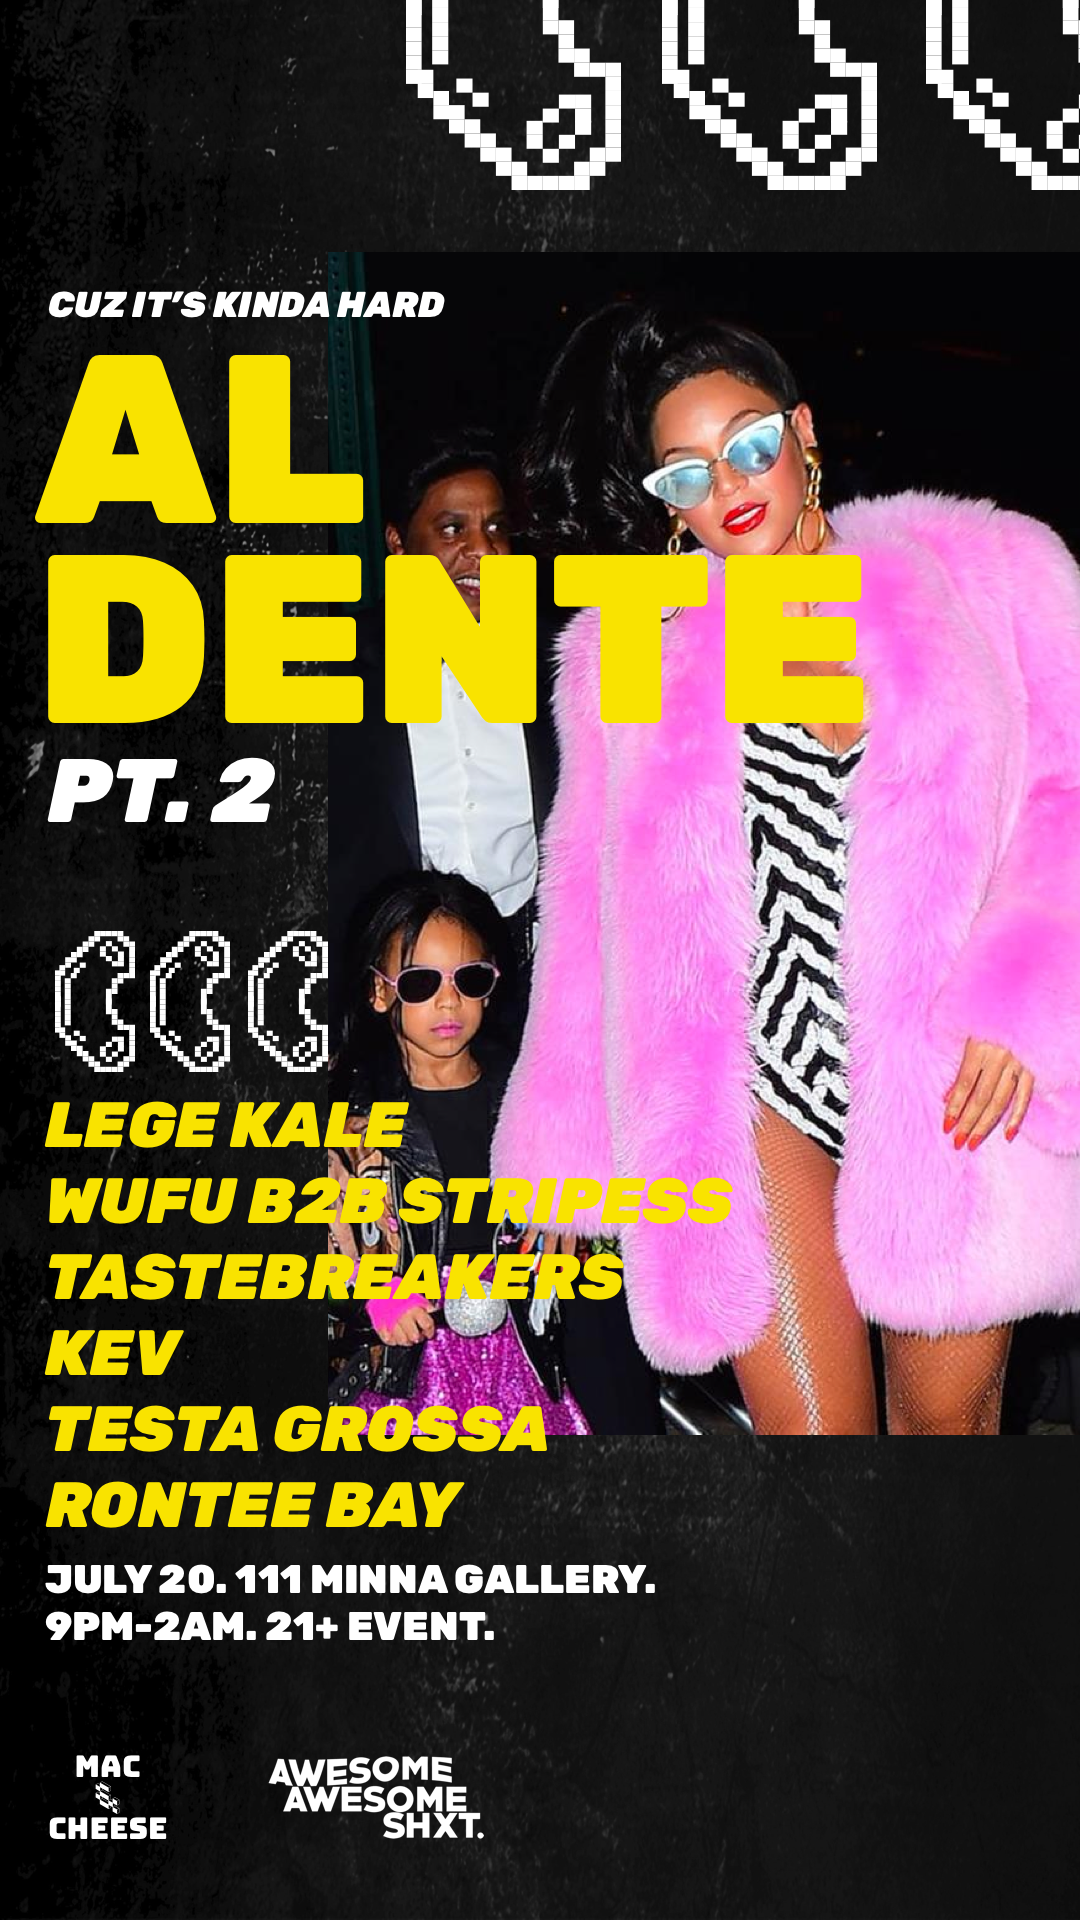 CUZ IT'S KINDA HARD
AL
DENTE
PT. 2
LEGE KALE
WUFU B2B STRIPESS
TASTEBREAKERS
KEV
TESTA GROSSA
RONTEE BAY
JULY 20. 111 MINNA GALLERY.
9PM-2AM. 21+ EVENT.
MAC
&
CHEESE
AWESOME
AWESOME
SHXT.